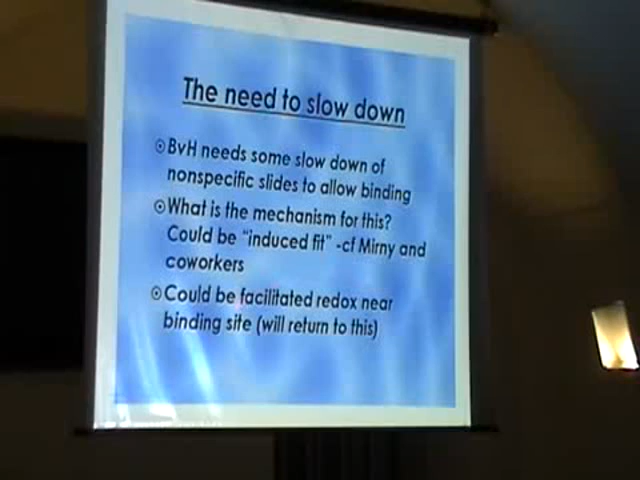 The need to slow down
BvH needs some slow down of
nonspecific slides to allow binding
What is the mechanism for this?
Could be "induced fit" -cf Mirny and
coworkers
Could be facilitated redox near
binding site (will return to this)